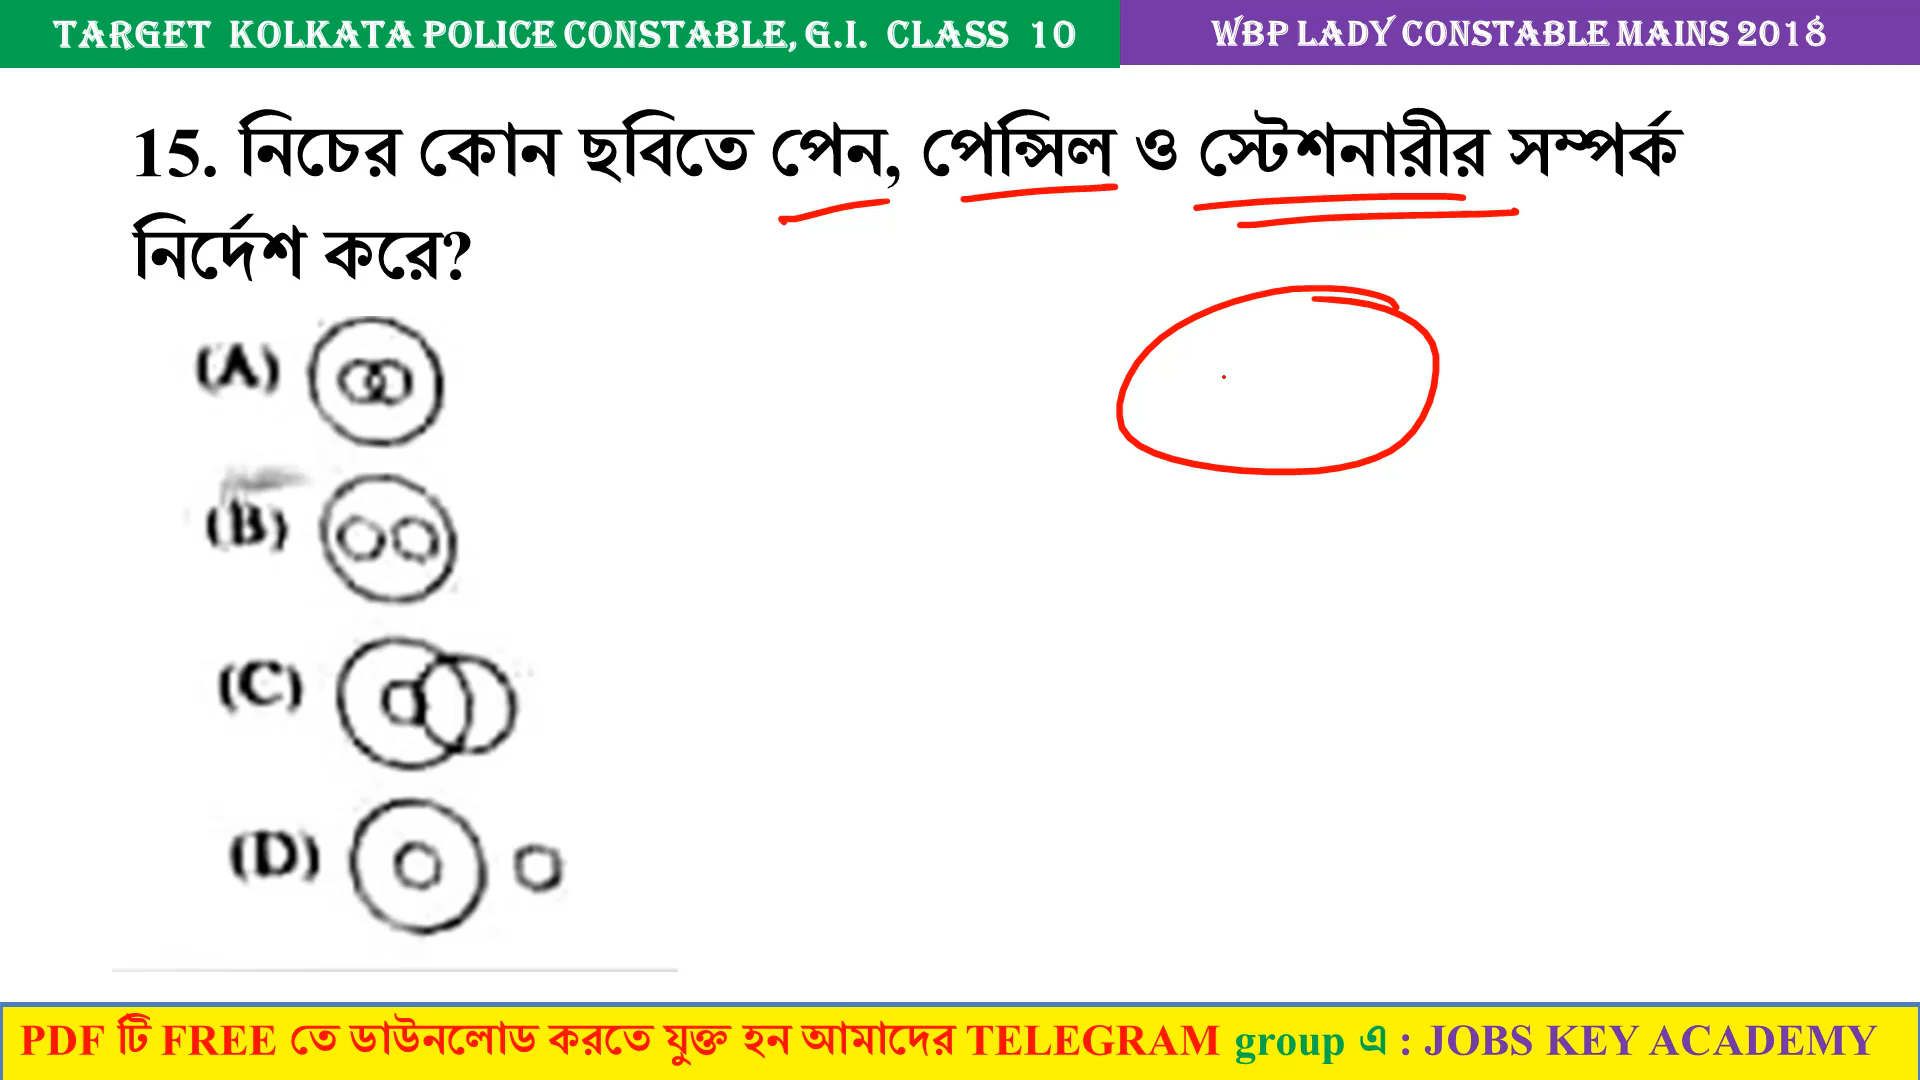 TARGET KOLKATA POLICE CONSTABLE, G.I. CLASS 10
WBP LADY CONSTABLE MAINS 2018
15. নিচের কোন ছবিতে পেন, পেন্সিল ও স্টেশনারীর সম্পর্ক
নির্দেশ করে?
(A)
(B)
(C)
(D)
PDF টি FREE তে ডাউনলোড করতে যুক্ত হন আমাদের TELEGRAM group এ : JOBS KEY ACADEMY